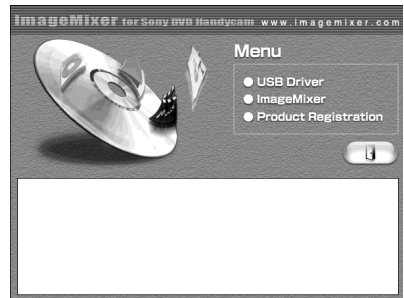 ImageMixer for Sony DVD Handycam www.imagemixer.com
Menu
USB Driver
ImageMixer
Product Registration